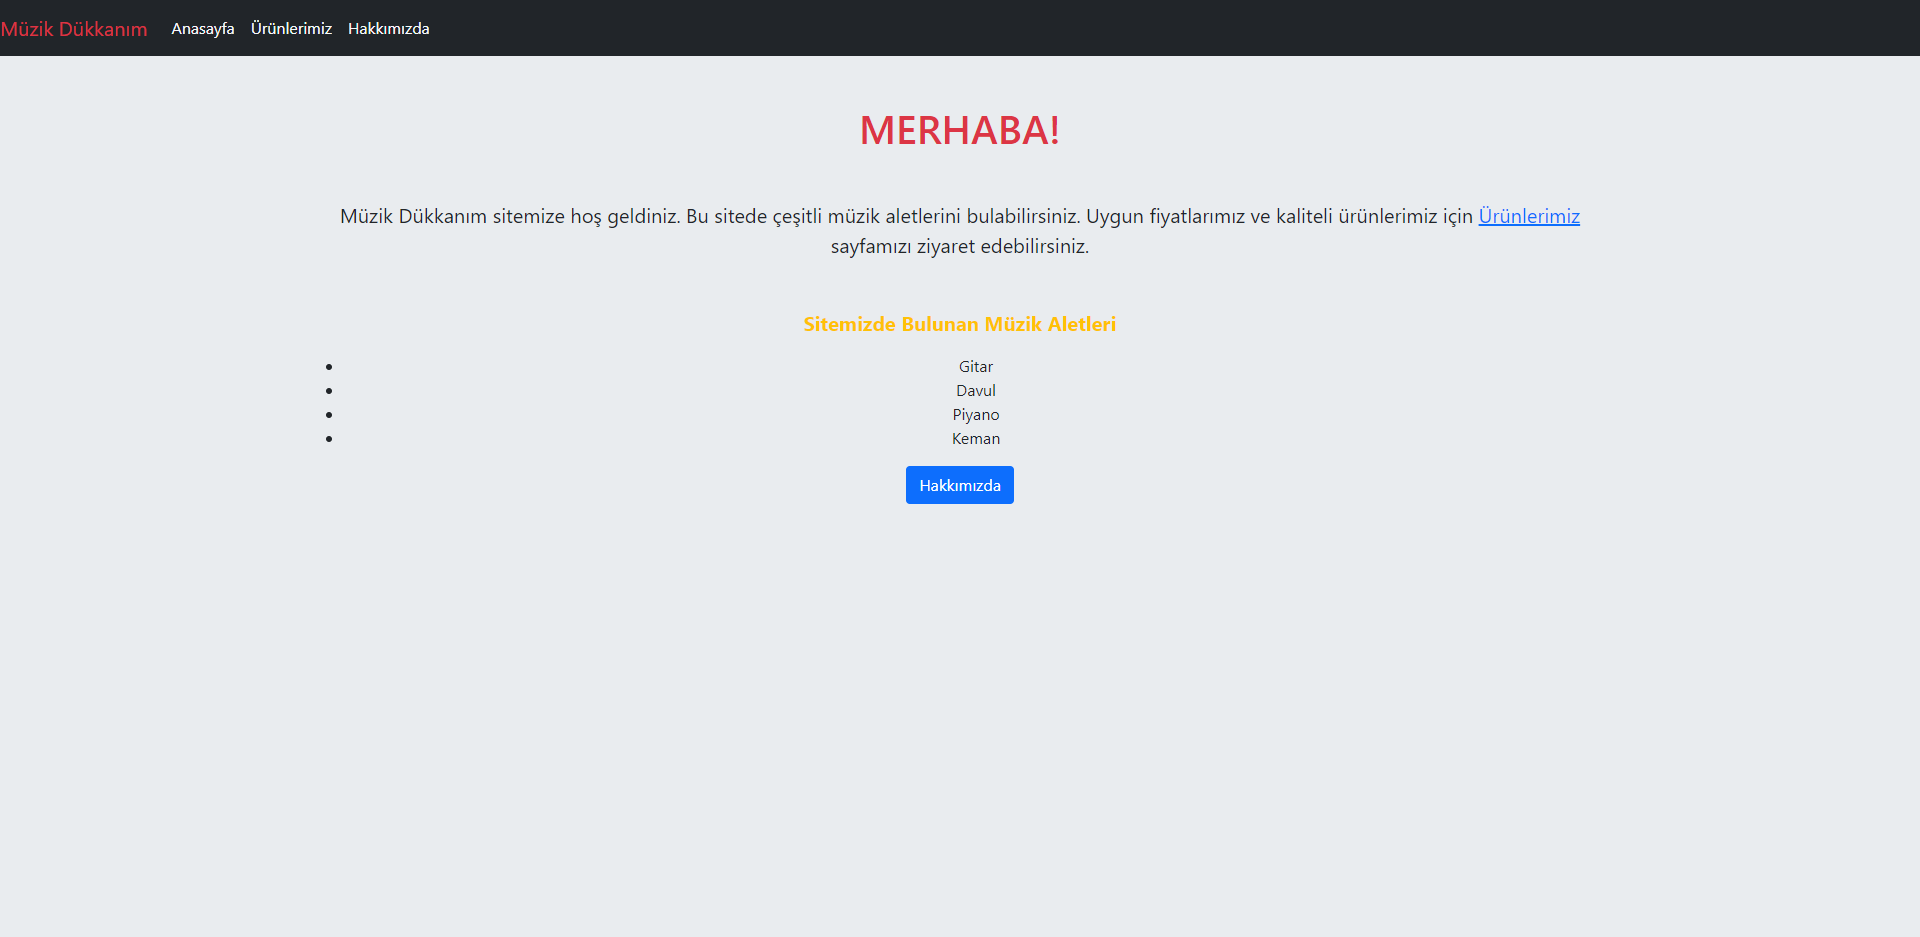 Müzik Dükkanım Anasayfa Ürünlerimiz Hakkımızda
MERHABA!
Müzik Dükkanım sitemize hoş geldiniz. Bu sitede çeşitli müzik aletlerini bulabilirsiniz. Uygun fiyatlarımız ve kaliteli ürünlerimiz için Ürünlerimiz
sayfamızı ziyaret edebilirsiniz.
Sitemizde Bulunan Müzik Aletleri
• Gitar
• Davul
• Piyano
• Keman
Hakkımızda